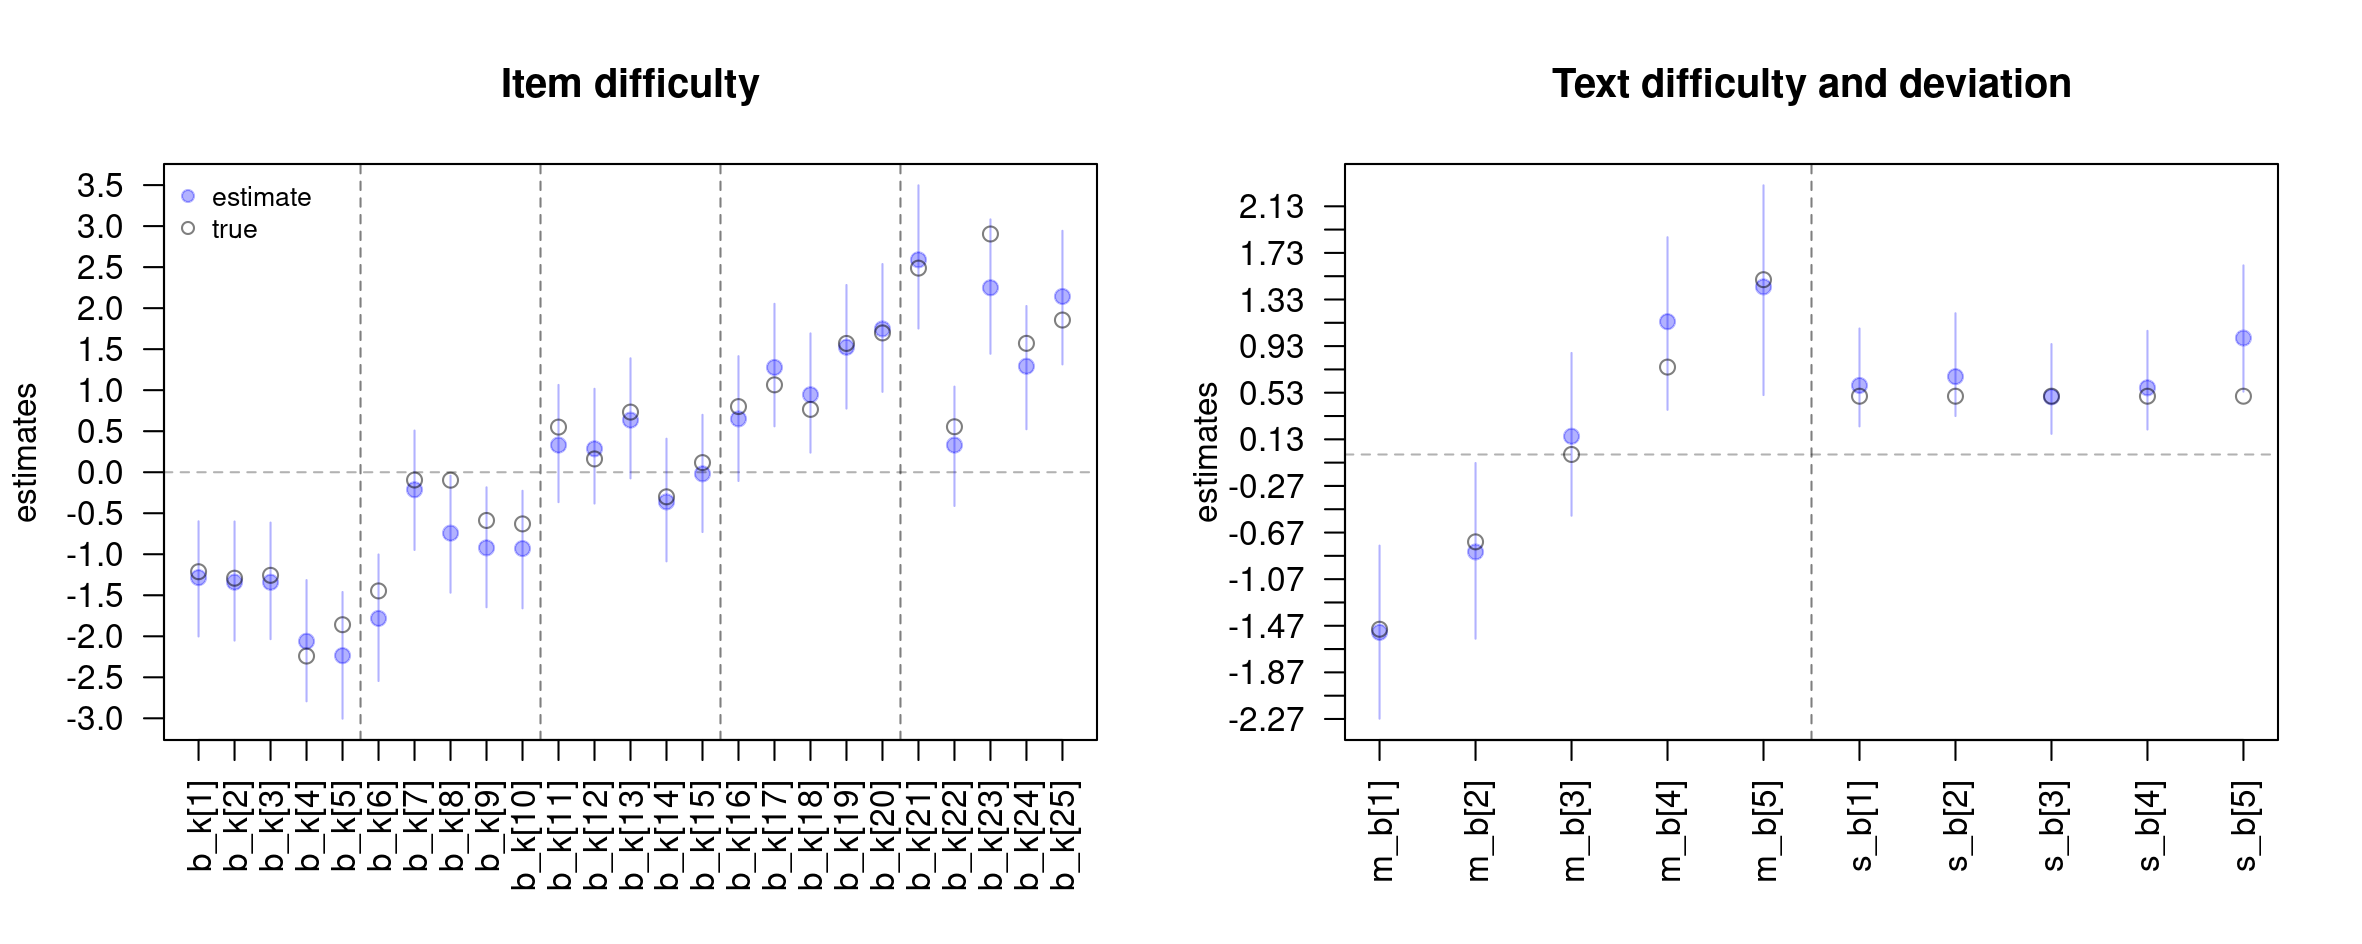 Item difficulty
estimates
3.5
3.0
2.5
2.0
1.5
1.0
0.5
0.0
-0.5
-1.0
-1.5
-2.0
-2.5
-3.0
estimate
true
b_k[1]
b_k[2]
b_k[3]
b_k[4]
b_k[5]
b_k[6]
b_k[7]
b_k[8]
b_k[9]
b_k[10]
b_k[11]
b_k[12]
b_k[13]
b_k[14]
b_k[15]
b_k[16]
b_k[17]
b_k[18]
b_k[19]
b_k[20]
b_k[21]
b_k[22]
b_k[23]
b_k[24]
b_k[25]
Text difficulty and deviation
estimates
2.13
1.73
1.33
0.93
0.53
0.13
-0.27
-0.67
-1.07
-1.47
-1.87
-2.27
m_b[1]
m_b[2]
m_b[3]
m_b[4]
m_b[5]
s_b[1]
s_b[2]
s_b[3]
s_b[4]
s_b[5]